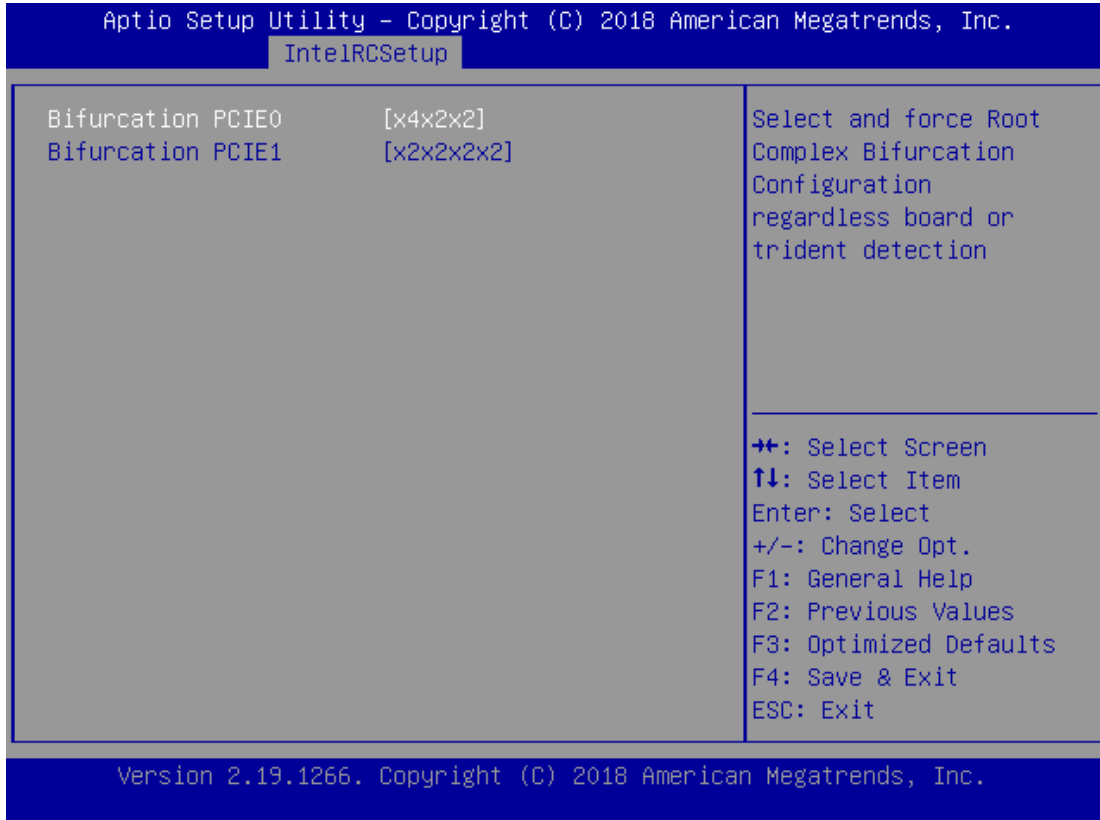 Aptio Setup Utility – Copyright (C) 2018 American Megatrends, Inc.
IntelRCSetup
Bifurcation PCIE0 [x4x2x2]
Bifurcation PCIE1 [x2x2x2x2]
Select and force Root
Complex Bifurcation
Configuration
regardless board or
trident detection
→←: Select Screen
↑↓: Select Item
Enter: Select
+/-: Change Opt.
F1: General Help
F2: Previous Values
F3: Optimized Defaults
F4: Save & Exit
ESC: Exit
Version 2.19.1266. Copyright (C) 2018 American Megatrends, Inc.